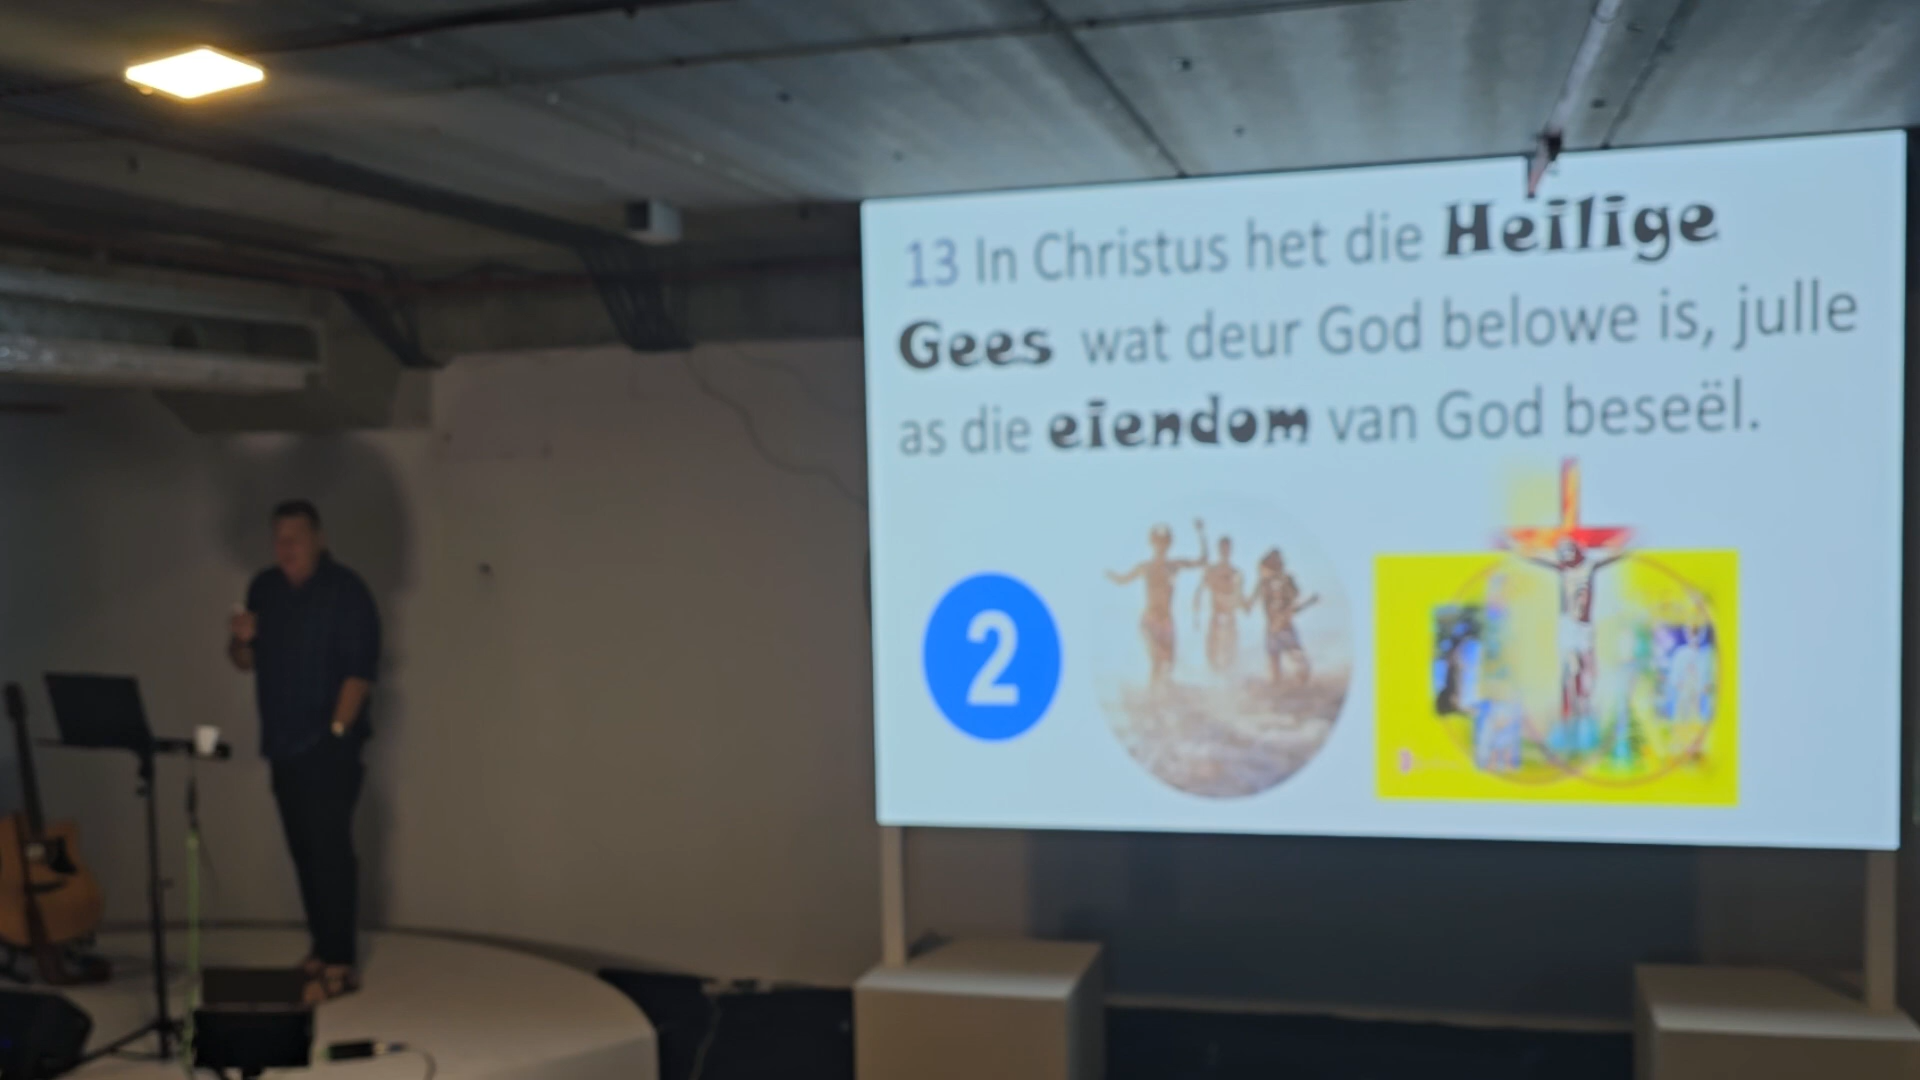 13 In Christus het die Heilige
Gees wat deur God belowe is, julle
as die eiendom van God beseël.
2